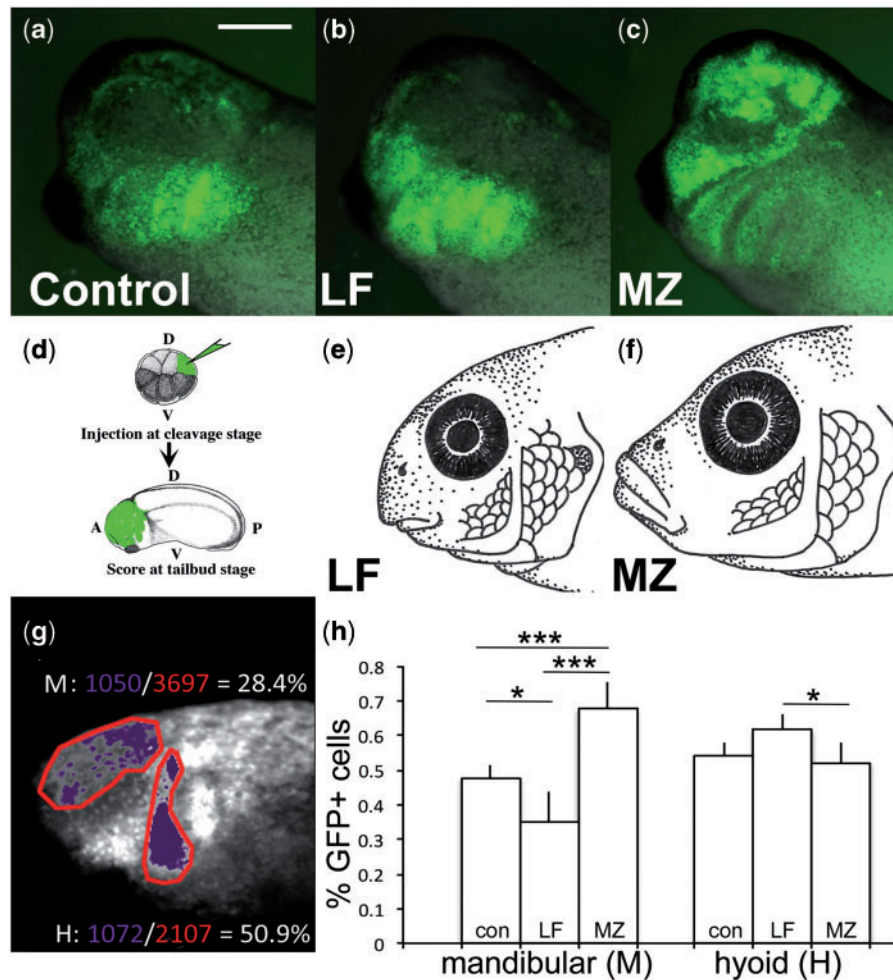 (a)
(b)
(c)
Control
LF
MZ
(d)
D
V
Injection at cleavage stage
D
A
P
V
Score at tailbud stage
(e)
LF
(f)
MZ
(g)
M: 1050/3697 = 28.4%
H: 1072/2107 = 50.9%
(h)
***
***
*
*
0.8
0.7
0.6
0.5
0.4
0.3
0.2
0.1
0
% GFP+ cells
con
LF
MZ
con
LF
MZ
mandibular (M)
hyoid (H)